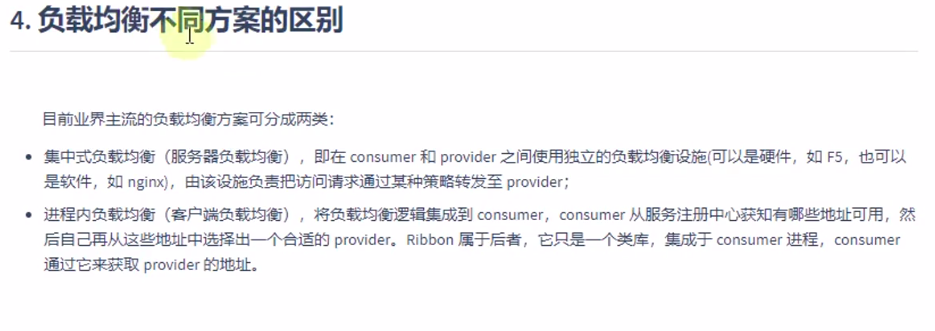 4. 负载均衡不同方案的区别
目前业界主流的负载均衡方案可分成两类：
• 集中式负载均衡（服务器负载均衡），即在 consumer 和 provider 之间使用独立的负载均衡设施(可以是硬件，如 F5，也可以
是软件，如 nginx)，由该设施负责把访问请求通过某种策略转发至 provider；
• 进程内负载均衡（客户端负载均衡），将负载均衡逻辑集成到 consumer，consumer 从服务注册中心获知有哪些地址可用，然
后自己再从这些地址中选择出一个合适的 provider。Ribbon 属于后者，它只是一个类库，集成于 consumer 进程，consumer
通过它来获取 provider 的地址。